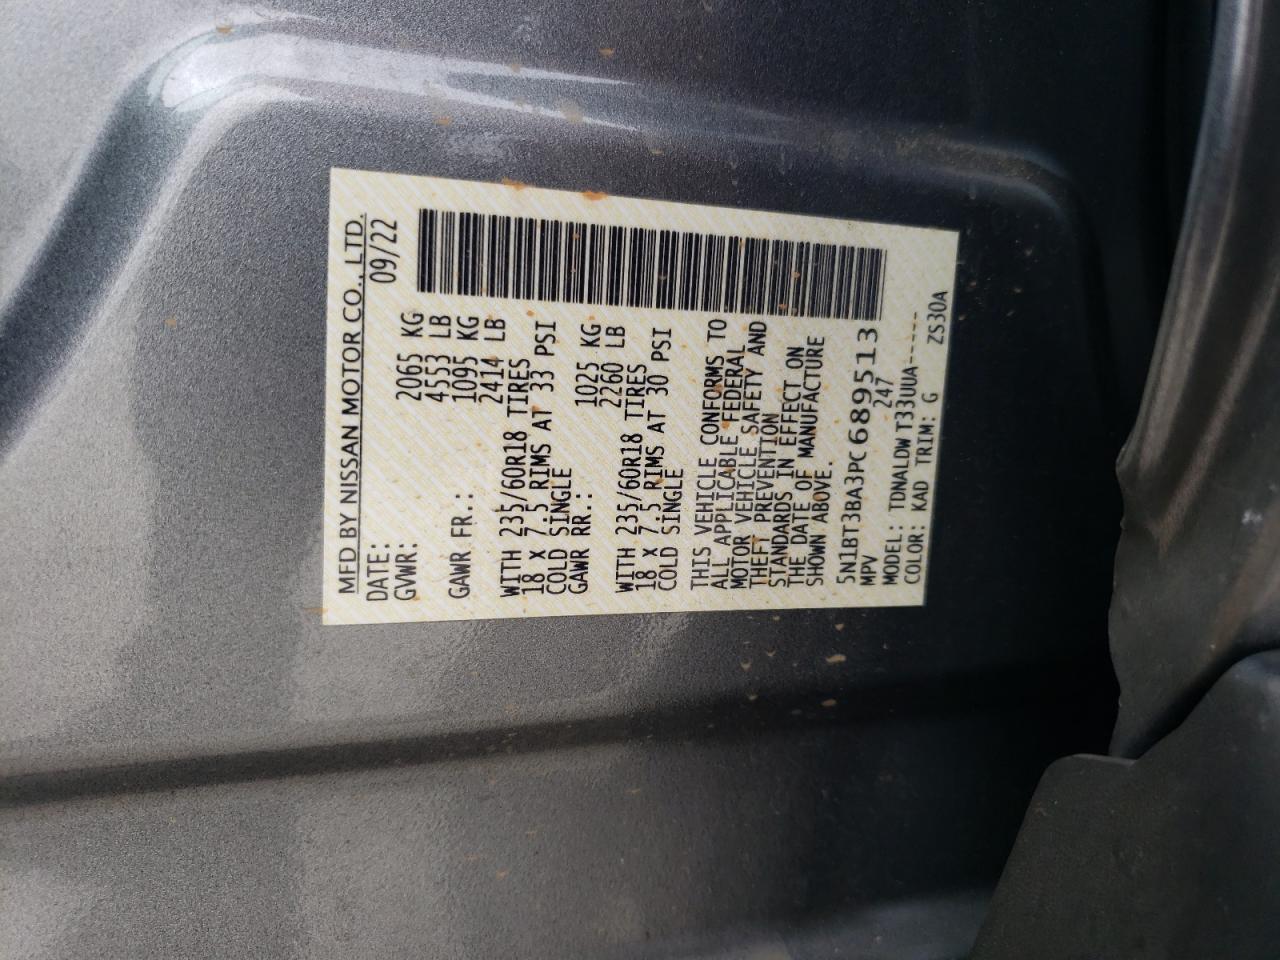 MFD BY NISSAN MOTOR CO., LTD.
DATE: 09/22
GVWR: 2065 KG
4553 LB
GAWR FR.: 1095 KG
2414 LB
WITH 235/60R18 TIRES
18 X 7.5 RIMS AT 33 PSI
COLD SINGLE
GAWR RR.: 1025 KG
2260 LB
WITH 235/60R18 TIRES
18 X 7.5 RIMS AT 30 PSI
COLD SINGLE
THIS VEHICLE CONFORMS TO
ALL APPLICABLE FEDERAL
MOTOR VEHICLE SAFETY AND
THEFT PREVENTION
STANDARDS IN EFFECT ON
THE DATE OF MANUFACTURE
SHOWN ABOVE.
5N1BT3BA3PC689513
MPV 247
MODEL: TDNALDW T33UUA-----
COLOR: KAD TRIM: G ZS30A